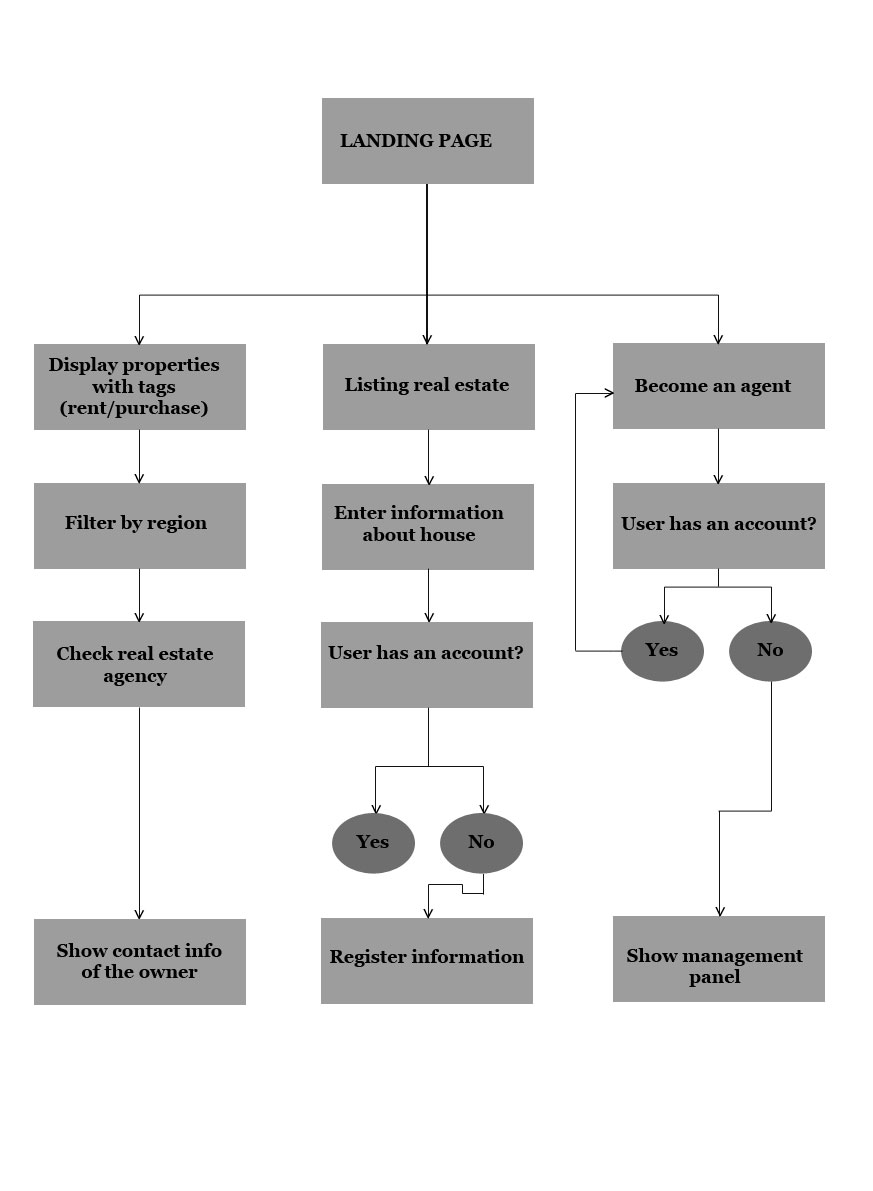 LANDING PAGE
Display properties
with tags
(rent/purchase)
Listing real estate
Become an agent
Filter by region
Enter information
about house
User has an account?
Check real estate
agency
User has an account?
Yes
No
Yes
No
Show contact info
of the owner
Register information
Show management
panel